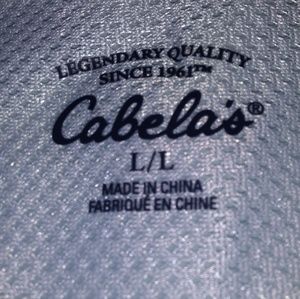 LEGENDARY QUALITY
SINCE 1961™
Cabela's®
L/L
MADE IN CHINA
FABRIQUÉ EN CHINE